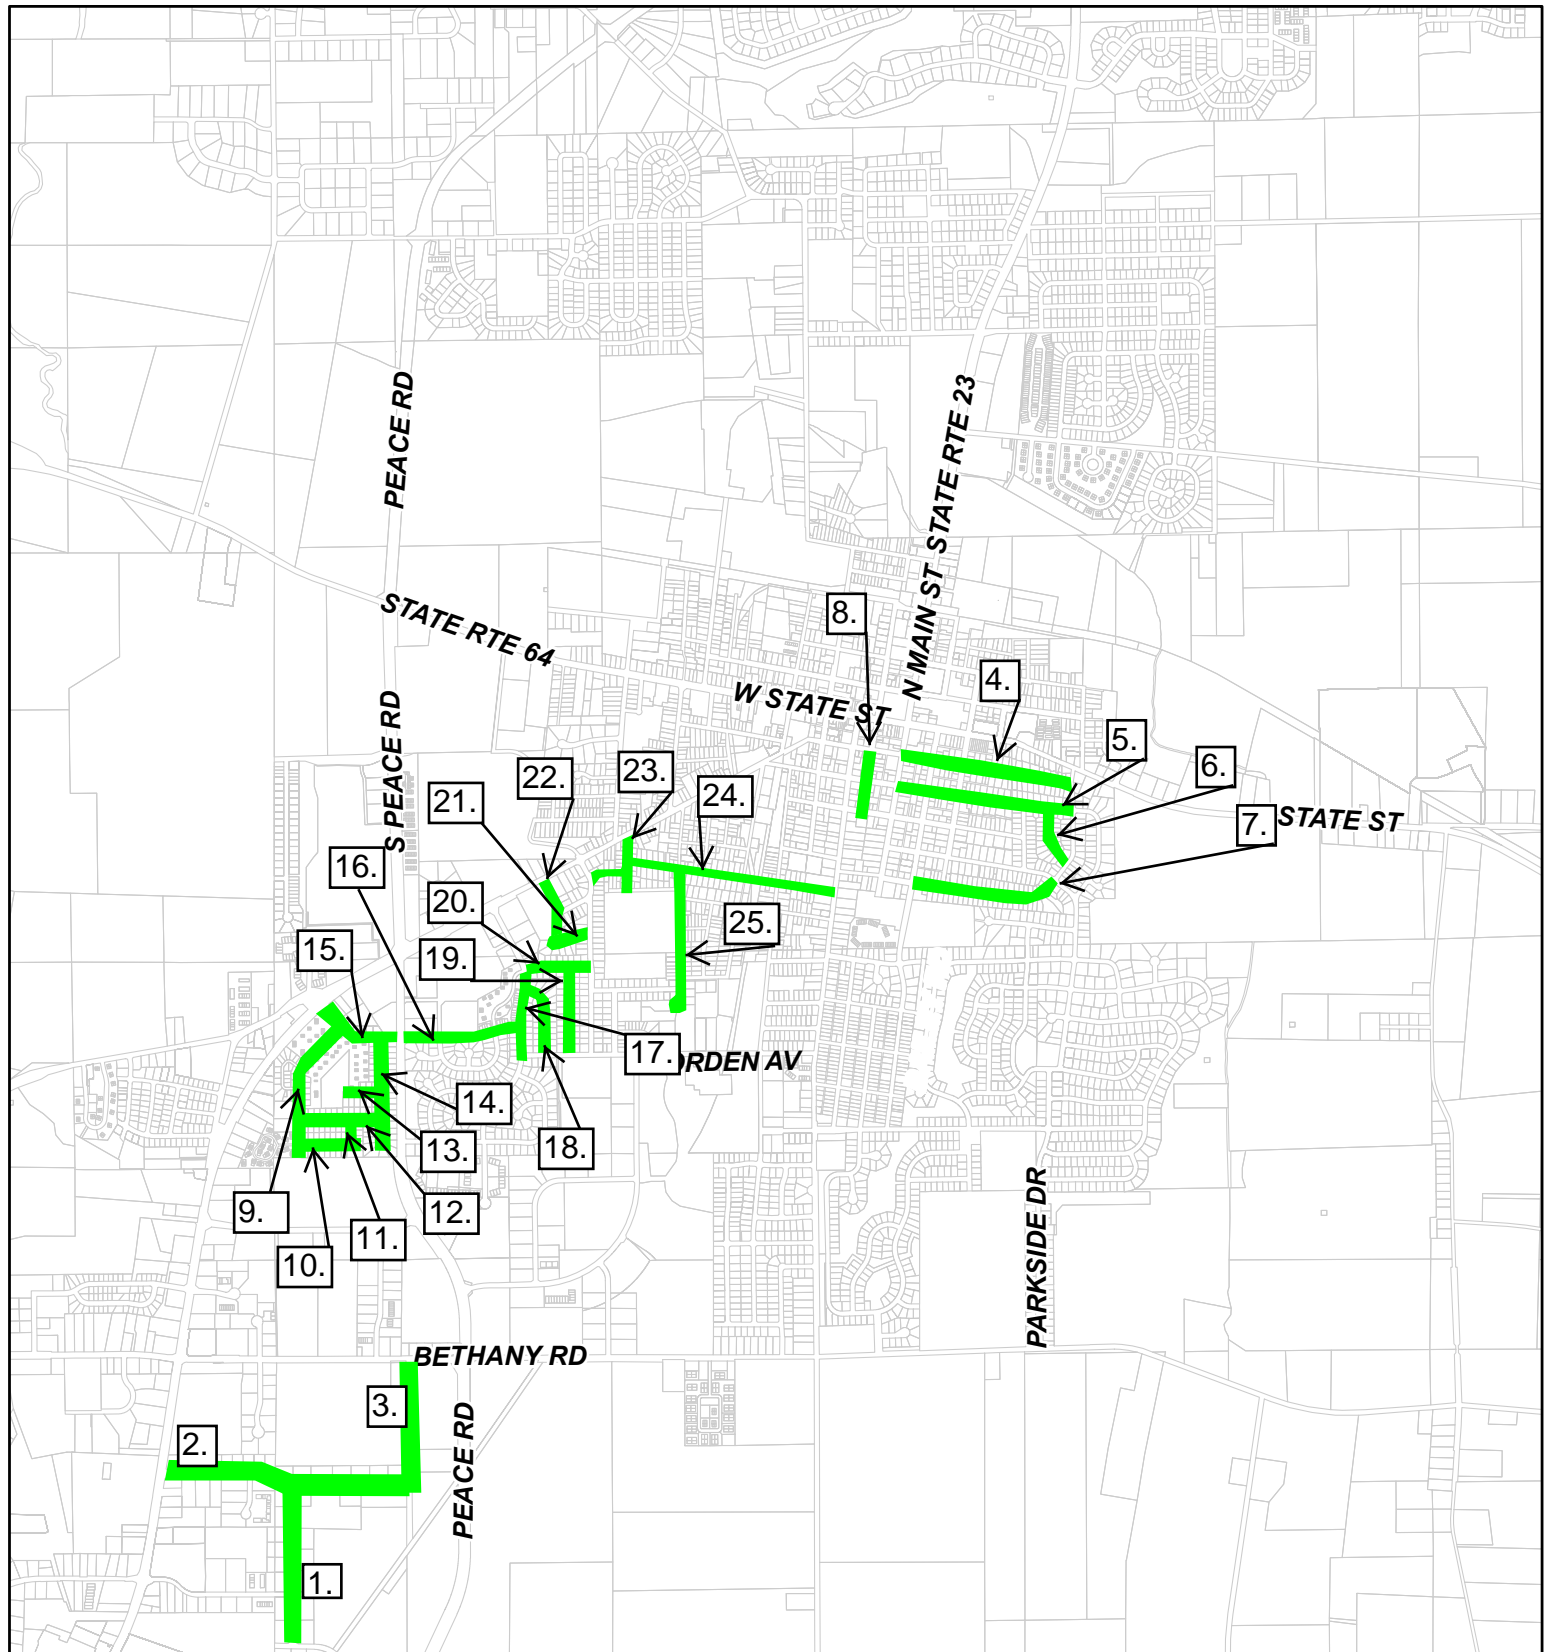 PEACE RD
N MAIN ST STATE RTE 23
STATE RTE 64
8.
W STATE ST
4.
S PEACE RD
5.
22.
23.
6.
21.
24.
7.
STATE ST
16.
20.
25.
15.
19.
17.
ORDEN AV
14.
18.
13.
9.
12.
11.
10.
PARKSIDE DR
BETHANY RD
3.
2.
PEACE RD
1.